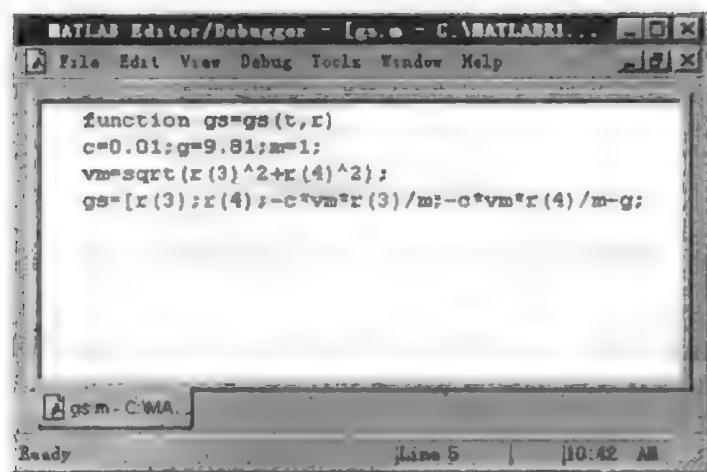 MATLAB Editor/Debugger - [gs.m - C:\MATLABR1...
File Edit View Debug Tools Window Help
function gs=gs(t,r)
c=0.01;g=9.81;m=1;
vm=sqrt(r(3)^2+r(4)^2);
gs=[r(3);r(4);-c*vm*r(3)/m;-c*vm*r(4)/m-g;
gs.m - C:\MA...
Ready Line 5 10:42 AM